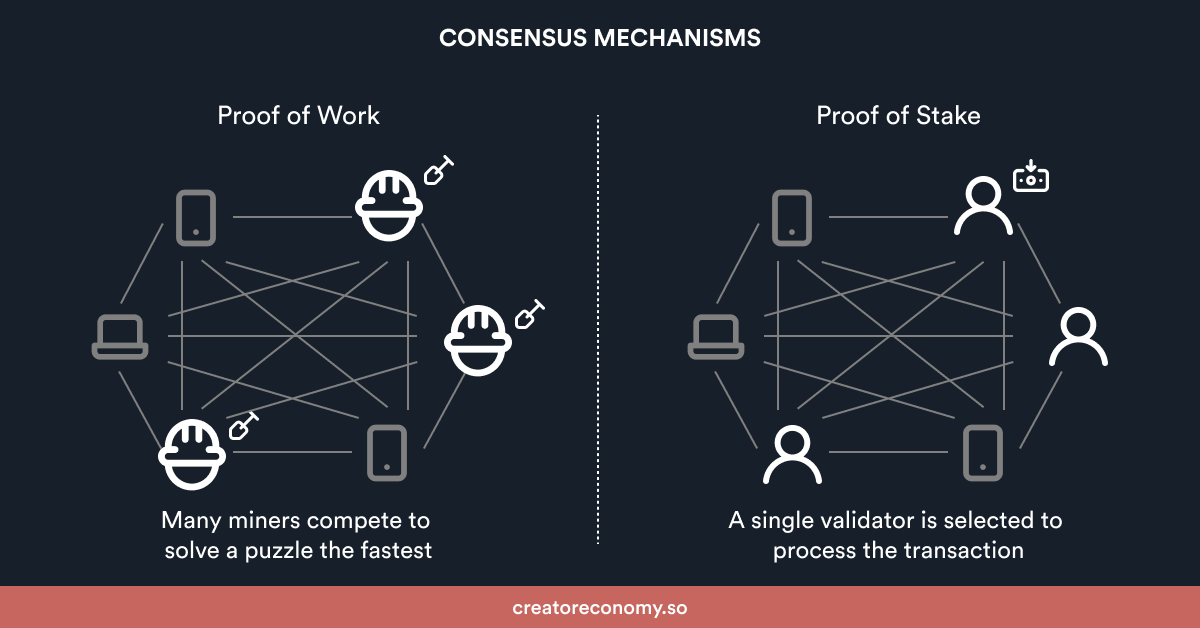 CONSENSUS MECHANISMS
Proof of Work
Many miners compete to
solve a puzzle the fastest
Proof of Stake
A single validator is selected to
process the transaction
creatoreconomy.so